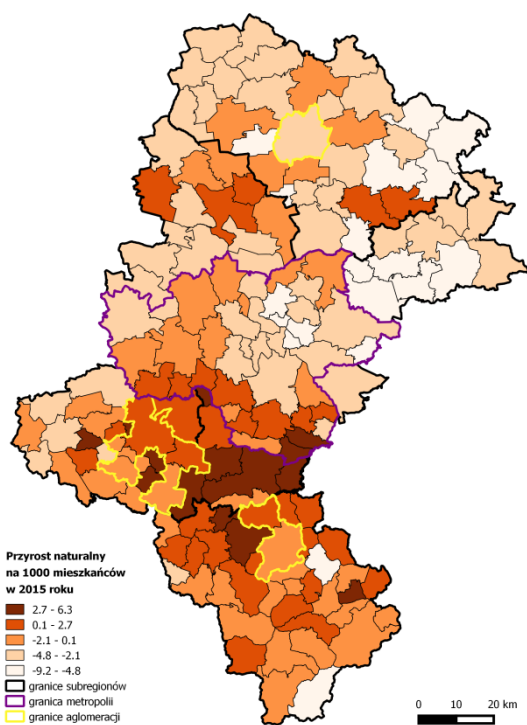 Przyrost naturalny
na 1000 mieszkańców
w 2015 roku
2.7 - 6.3
0.1 - 2.7
-2.1 - 0.1
-4.8 - -2.1
-9.2 - -4.8
granice subregionów
granica metropolii
granice aglomeracji
0 10 20 km